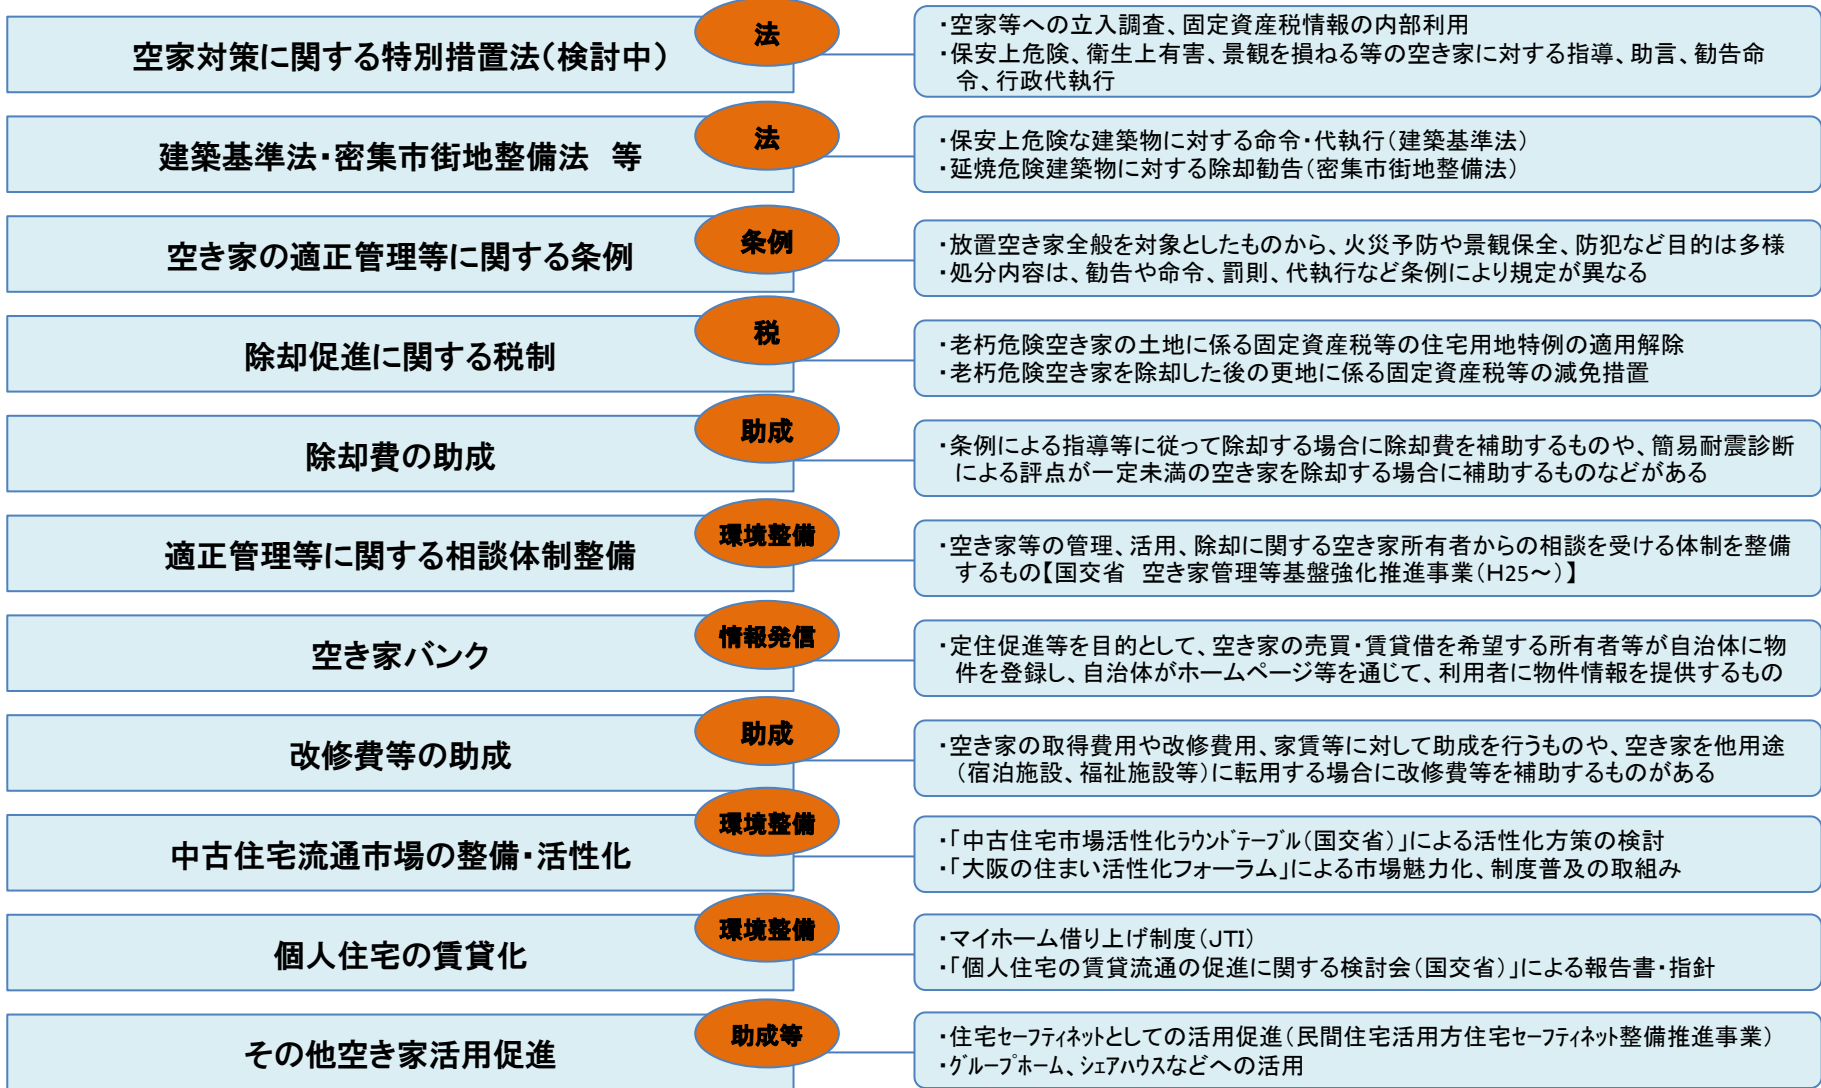 法
空家対策に関する特別措置法(検討中)
・空家等への立入調査、固定資産税情報の内部利用
・保安上危険、衛生上有害、景観を損ねる等の空き家に対する指導、助言、勧告命
令、行政代執行
法
建築基準法・密集市街地整備法　等
・保安上危険な建築物に対する命令・代執行(建築基準法)
・延焼危険建築物に対する除却勧告(密集市街地整備法)
条例
空き家の適正管理等に関する条例
・放置空き家全般を対象としたものから、火災予防や景観保全、防犯など目的は多様
・処分内容は、勧告や命令、罰則、代執行など条例により規定が異なる
税
除却促進に関する税制
・老朽危険空き家の土地に係る固定資産税等の住宅用地特例の適用解除
・老朽危険空き家を除却した後の更地に係る固定資産税等の減免措置
助成
除却費の助成
・条例による指導等に従って除却する場合に除却費を補助するものや、簡易耐震診断
による評点が一定未満の空き家を除却する場合に補助するものなどがある
環境整備
適正管理等に関する相談体制整備
・空き家等の管理、活用、除却に関する空き家所有者からの相談を受ける体制を整備
するもの【国交省　空き家管理等基盤強化推進事業(H25～)】
情報発信
空き家バンク
・定住促進等を目的として、空き家の売買・賃貸借を希望する所有者等が自治体に物
件を登録し、自治体がホームページ等を通じて、利用者に物件情報を提供するもの
助成
改修費等の助成
・空き家の取得費用や改修費用、家賃等に対して助成を行うものや、空き家を他用途
(宿泊施設、福祉施設等)に転用する場合に改修費等を補助するものがある
環境整備
中古住宅流通市場の整備・活性化
・「中古住宅市場活性化ﾗｳﾝﾄﾞﾃｰﾌﾞﾙ(国交省)」による活性化方策の検討
・「大阪の住まい活性化フォーラム」による市場魅力化、制度普及の取組み
環境整備
個人住宅の賃貸化
・マイホーム借り上げ制度(JTI)
・「個人住宅の賃貸流通の促進に関する検討会(国交省)」による報告書・指針
助成等
その他空き家活用促進
・住宅ｾｰﾌﾃｨﾈｯﾄとしての活用促進(民間住宅活用方住宅ｾｰﾌﾃｨﾈｯﾄ整備推進事業)
・ｸﾞﾙｰﾌﾟﾎｰﾑ、ｼｪｱﾊｳｽなどへの活用